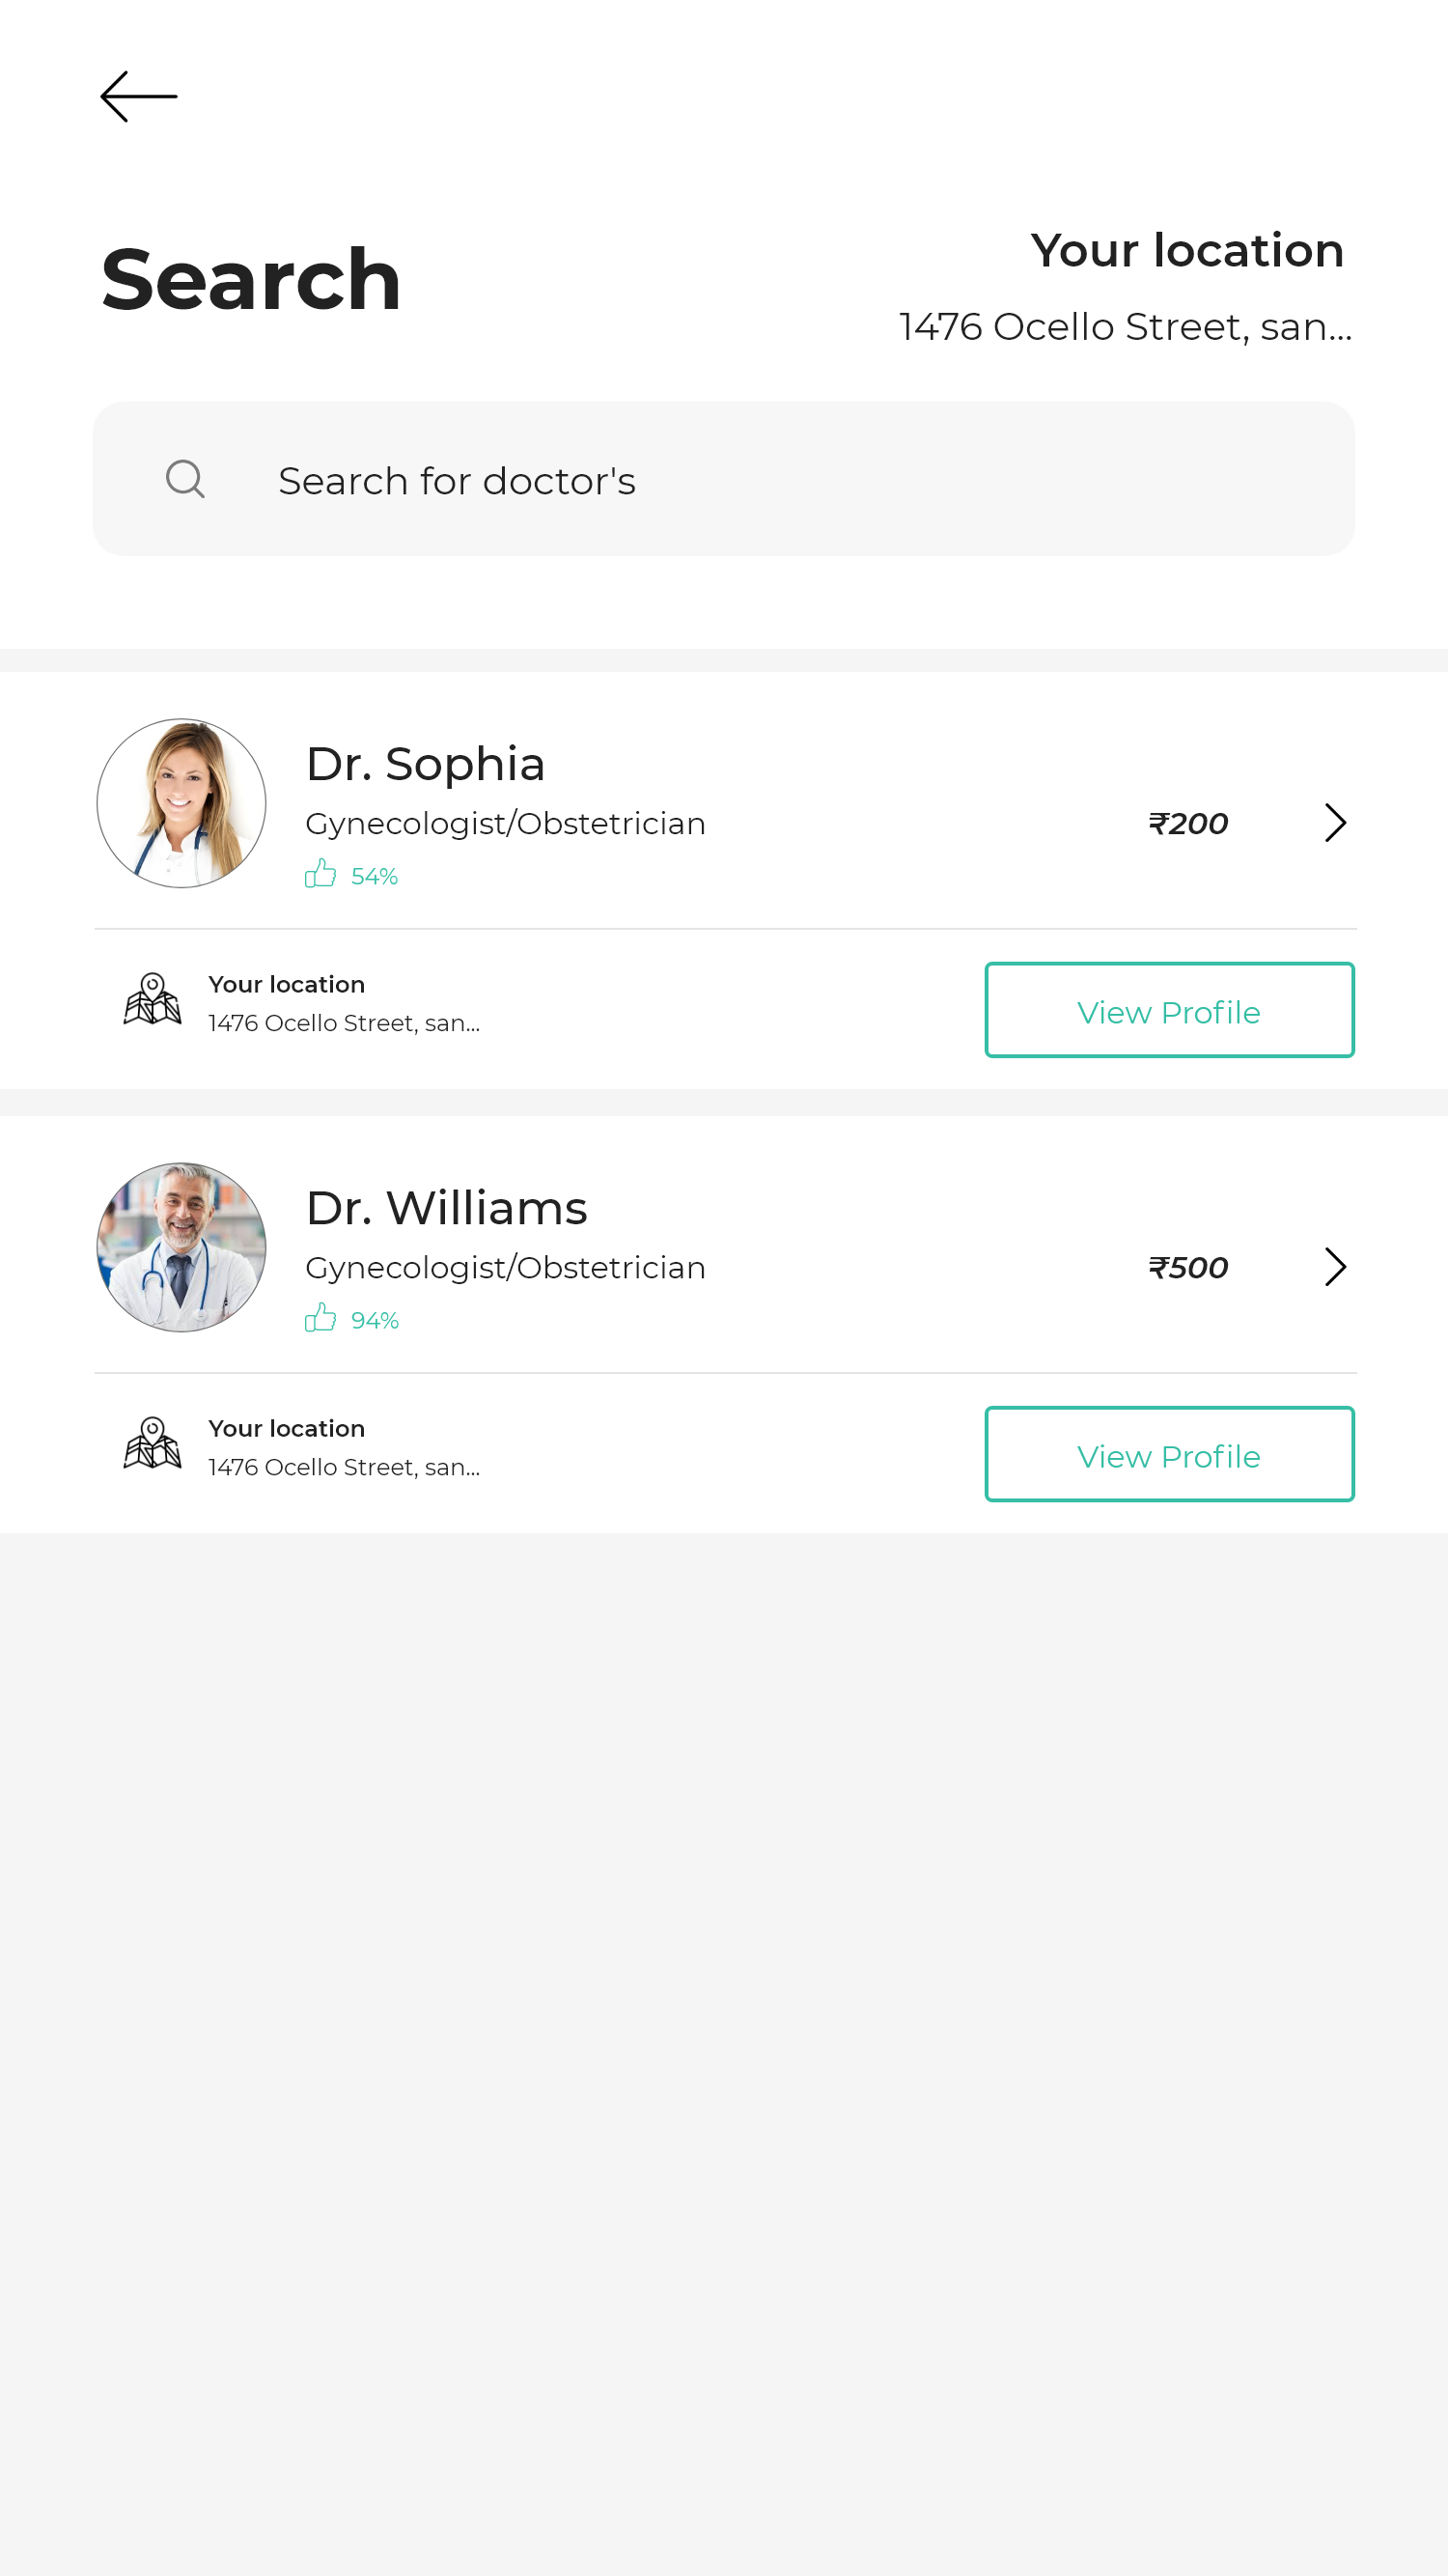 Search
Your location
1476 Ocello Street, san...
Search for doctor's
Dr. Sophia
Gynecologist/Obstetrician
54%
₹200
Your location
1476 Ocello Street, san...
View Profile
Dr. Williams
Gynecologist/Obstetrician
94%
₹500
Your location
1476 Ocello Street, san...
View Profile